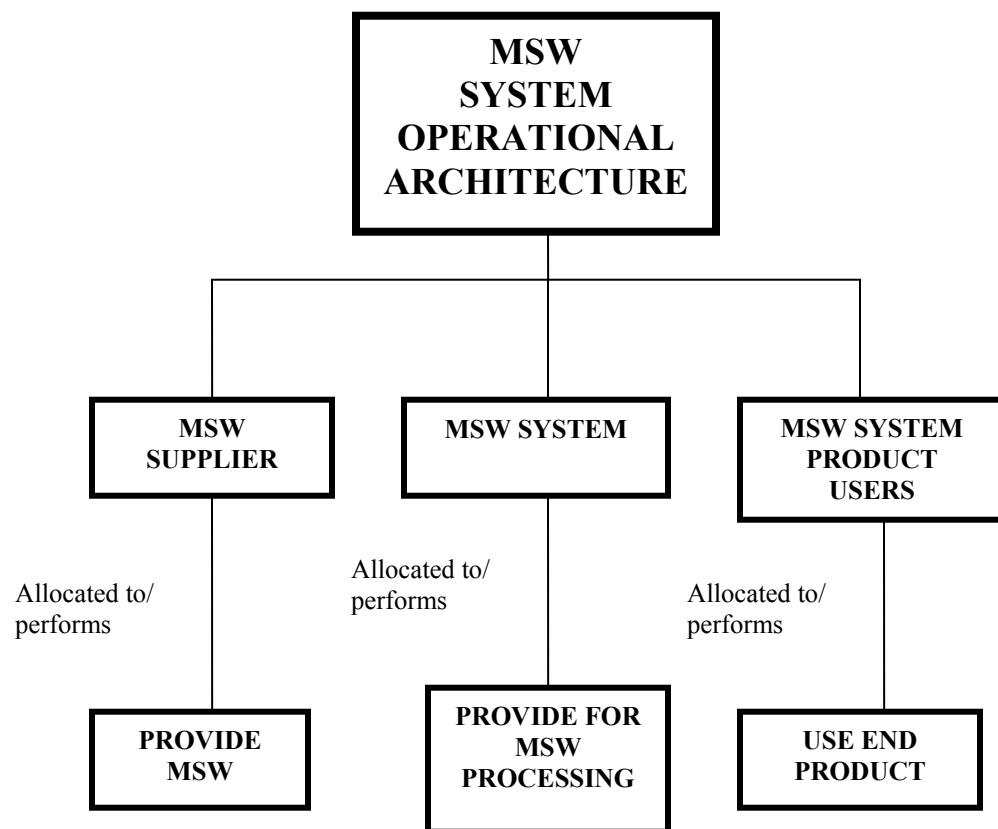 MSW
SYSTEM
OPERATIONAL
ARCHITECTURE
MSW
SUPPLIER
MSW SYSTEM
MSW SYSTEM
PRODUCT
USERS
Allocated to/
performs
Allocated to/
performs
Allocated to/
performs
PROVIDE
MSW
PROVIDE FOR
MSW
PROCESSING
USE END
PRODUCT